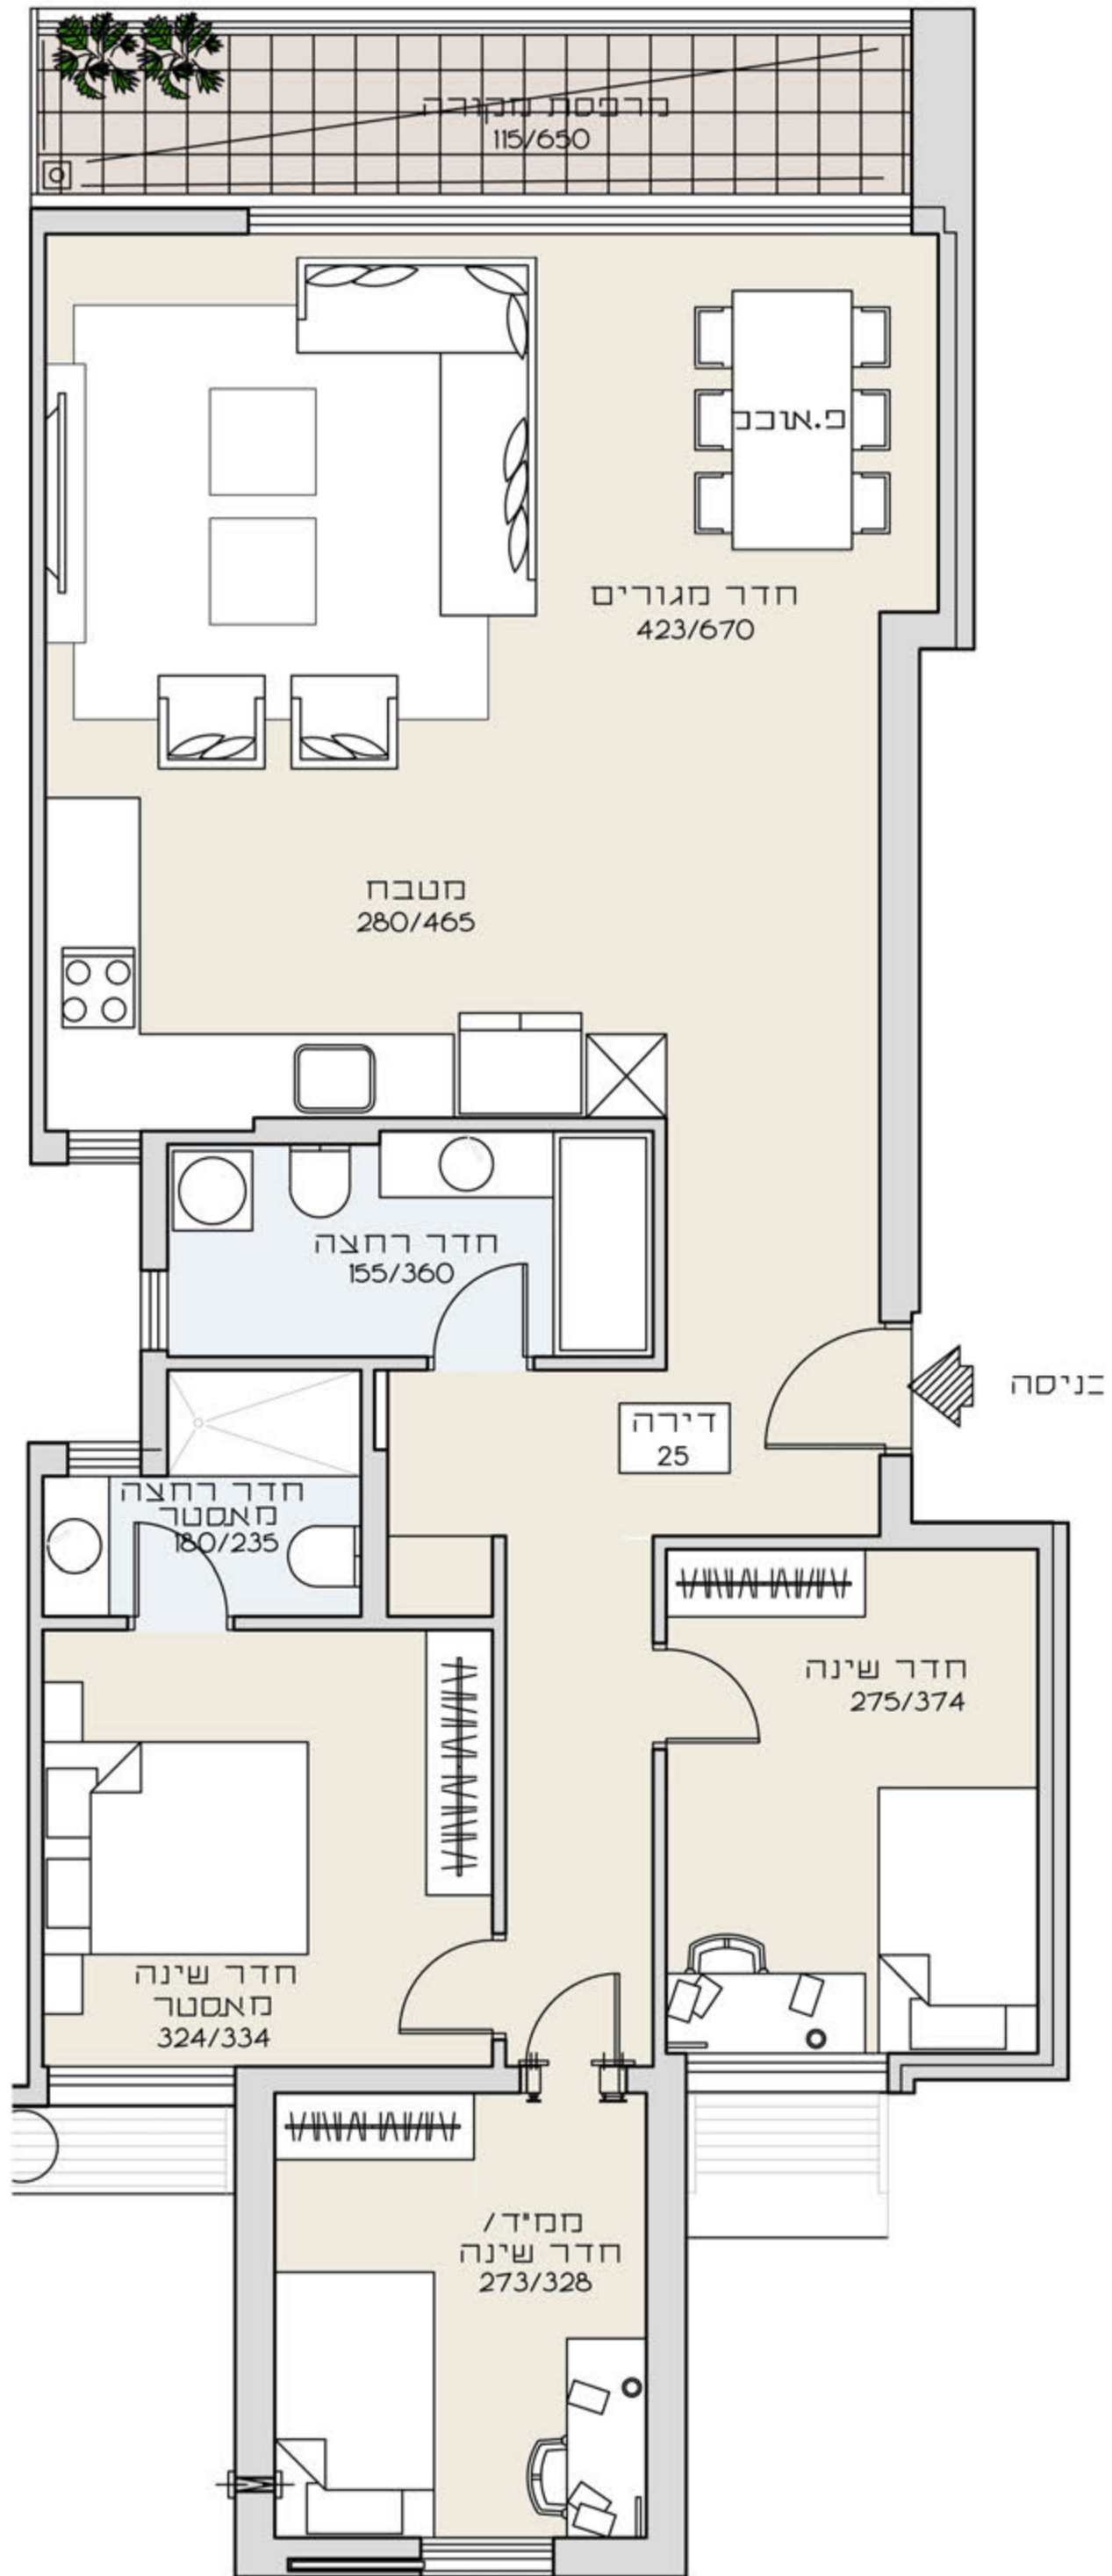 מרפסת מקורה
115/650
פ.אוכל
חדר מגורים
423/670
מטבח
280/465
חדר רחצה
155/360
כניסה
דירה
25
חדר רחצה
מאסטר
180/235
חדר שינה
275/374
חדר שינה
מאסטר
324/334
ממ"ד/
חדר שינה
273/328